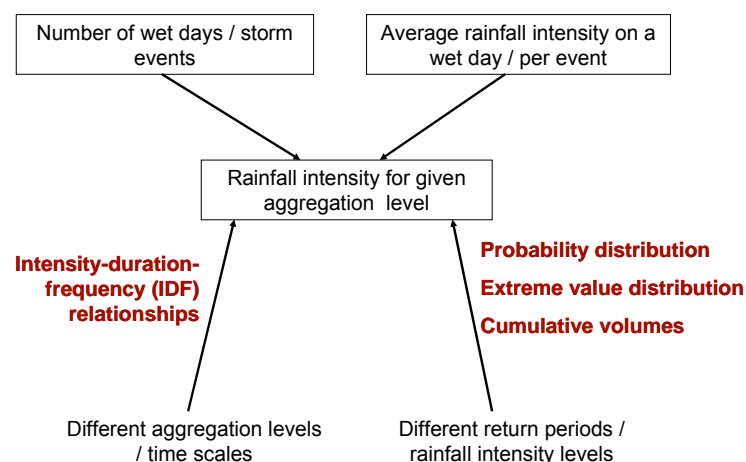 Number of wet days / storm
events
Average rainfall intensity on a
wet day / per event
Rainfall intensity for given
aggregation level
Intensity-duration-
frequency (IDF)
relationships
Probability distribution
Extreme value distribution
Cumulative volumes
Different aggregation levels
/ time scales
Different return periods /
rainfall intensity levels